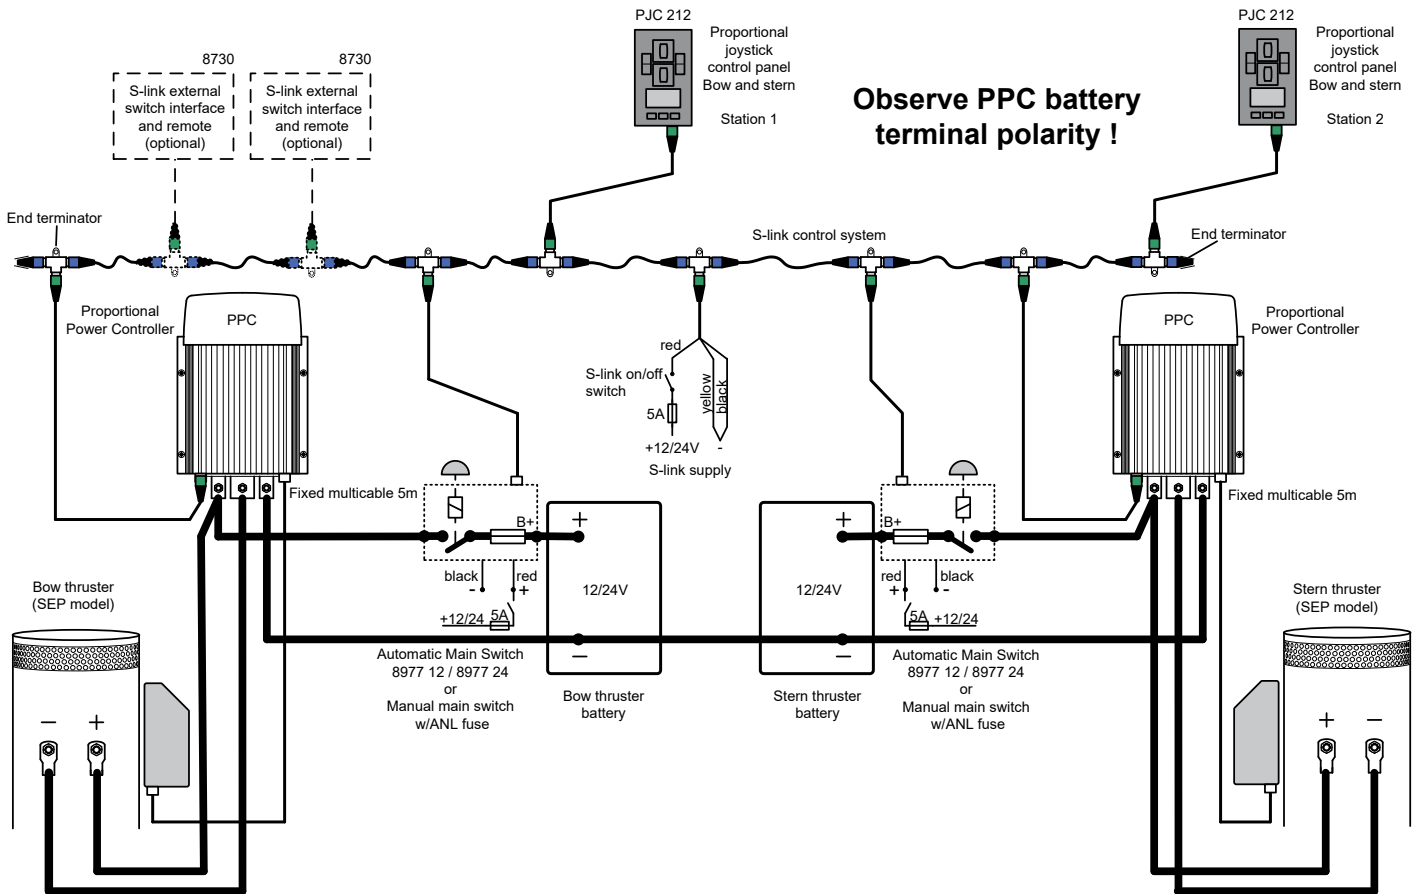 PJC 212
Proportional
joystick
control panel
Bow and stern
Station 1
PJC 212
Proportional
joystick
control panel
Bow and stern
Station 2
8730
S-link external
switch interface
and remote
(optional)
8730
S-link external
switch interface
and remote
(optional)
Observe PPC battery
terminal polarity !
End terminator
S-link control system
End terminator
Proportional
Power Controller
PPC
PPC
Proportional
Power Controller
red
S-link on/off
switch
yellow
black
5A
+12/24V
-
S-link supply
Fixed multicable 5m
Fixed multicable 5m
B+
+
+
B+
black
red
-
+
12/24V
12/24V
red
black
+
-
+12/24
5A
5A
+12/24
–
–
Automatic Main Switch
8977 12 / 8977 24
or
Manual main switch
w/ANL fuse
Bow thruster
battery
Stern thruster
battery
Automatic Main Switch
8977 12 / 8977 24
or
Manual main switch
w/ANL fuse
Bow thruster
(SEP model)
– +
Stern thruster
(SEP model)
+ –